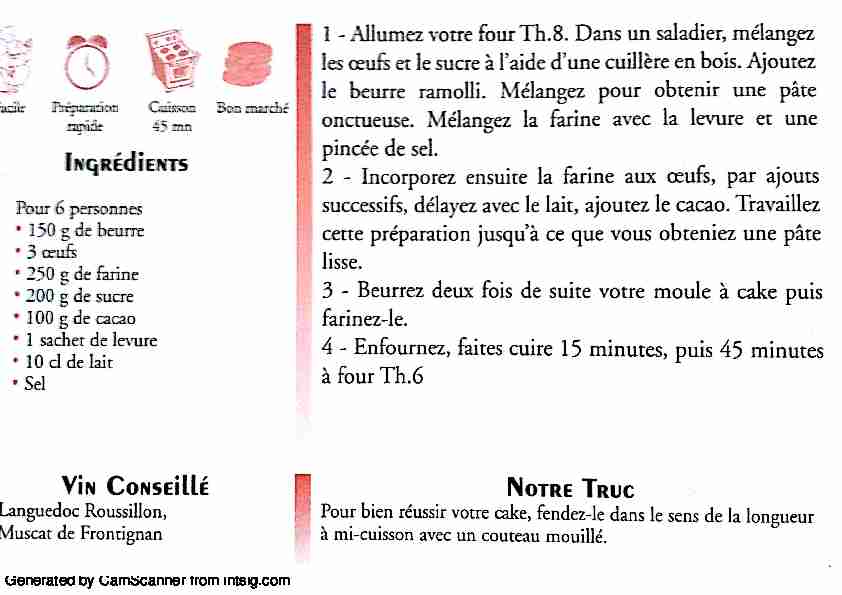 Facile
Préparation
rapide
Cuisson
45 mn
Bon marché
INGRÉDIENTS
Pour 6 personnes
• 150 g de beurre
• 3 œufs
• 250 g de farine
• 200 g de sucre
• 100 g de cacao
• 1 sachet de levure
• 10 cl de lait
• Sel
1 - Allumez votre four Th.8. Dans un saladier, mélangez
les œufs et le sucre à l'aide d'une cuillère en bois. Ajoutez
le beurre ramolli. Mélangez pour obtenir une pâte
onctueuse. Mélangez la farine avec la levure et une
pincée de sel.
2 - Incorporez ensuite la farine aux œufs, par ajouts
successifs, délayez avec le lait, ajoutez le cacao. Travaillez
cette préparation jusqu'à ce que vous obteniez une pâte
lisse.
3 - Beurrez deux fois de suite votre moule à cake puis
farinez-le.
4 - Enfournez, faites cuire 15 minutes, puis 45 minutes
à four Th.6
VIN CONSEILLÉ
Languedoc Roussillon,
Muscat de Frontignan
NOTRE TRUC
Pour bien réussir votre cake, fendez-le dans le sens de la longueur
à mi-cuisson avec un couteau mouillé.
Generated by CamScanner from intsig.com